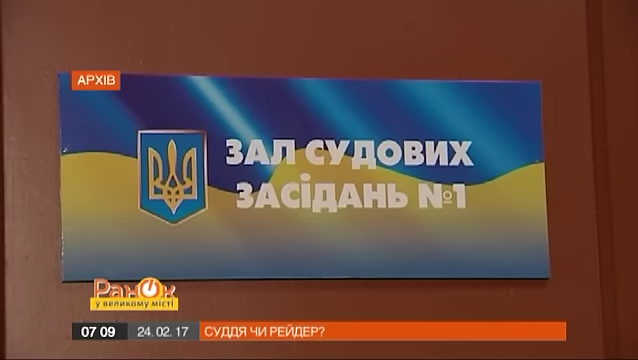 АРХІВ
ЗАЛ СУДОВИХ
ЗАСІДАНЬ №1
Ранок
у великому місті
07 09 24. 02. 17 СУДДЯ ЧИ РЕЙДЕР?